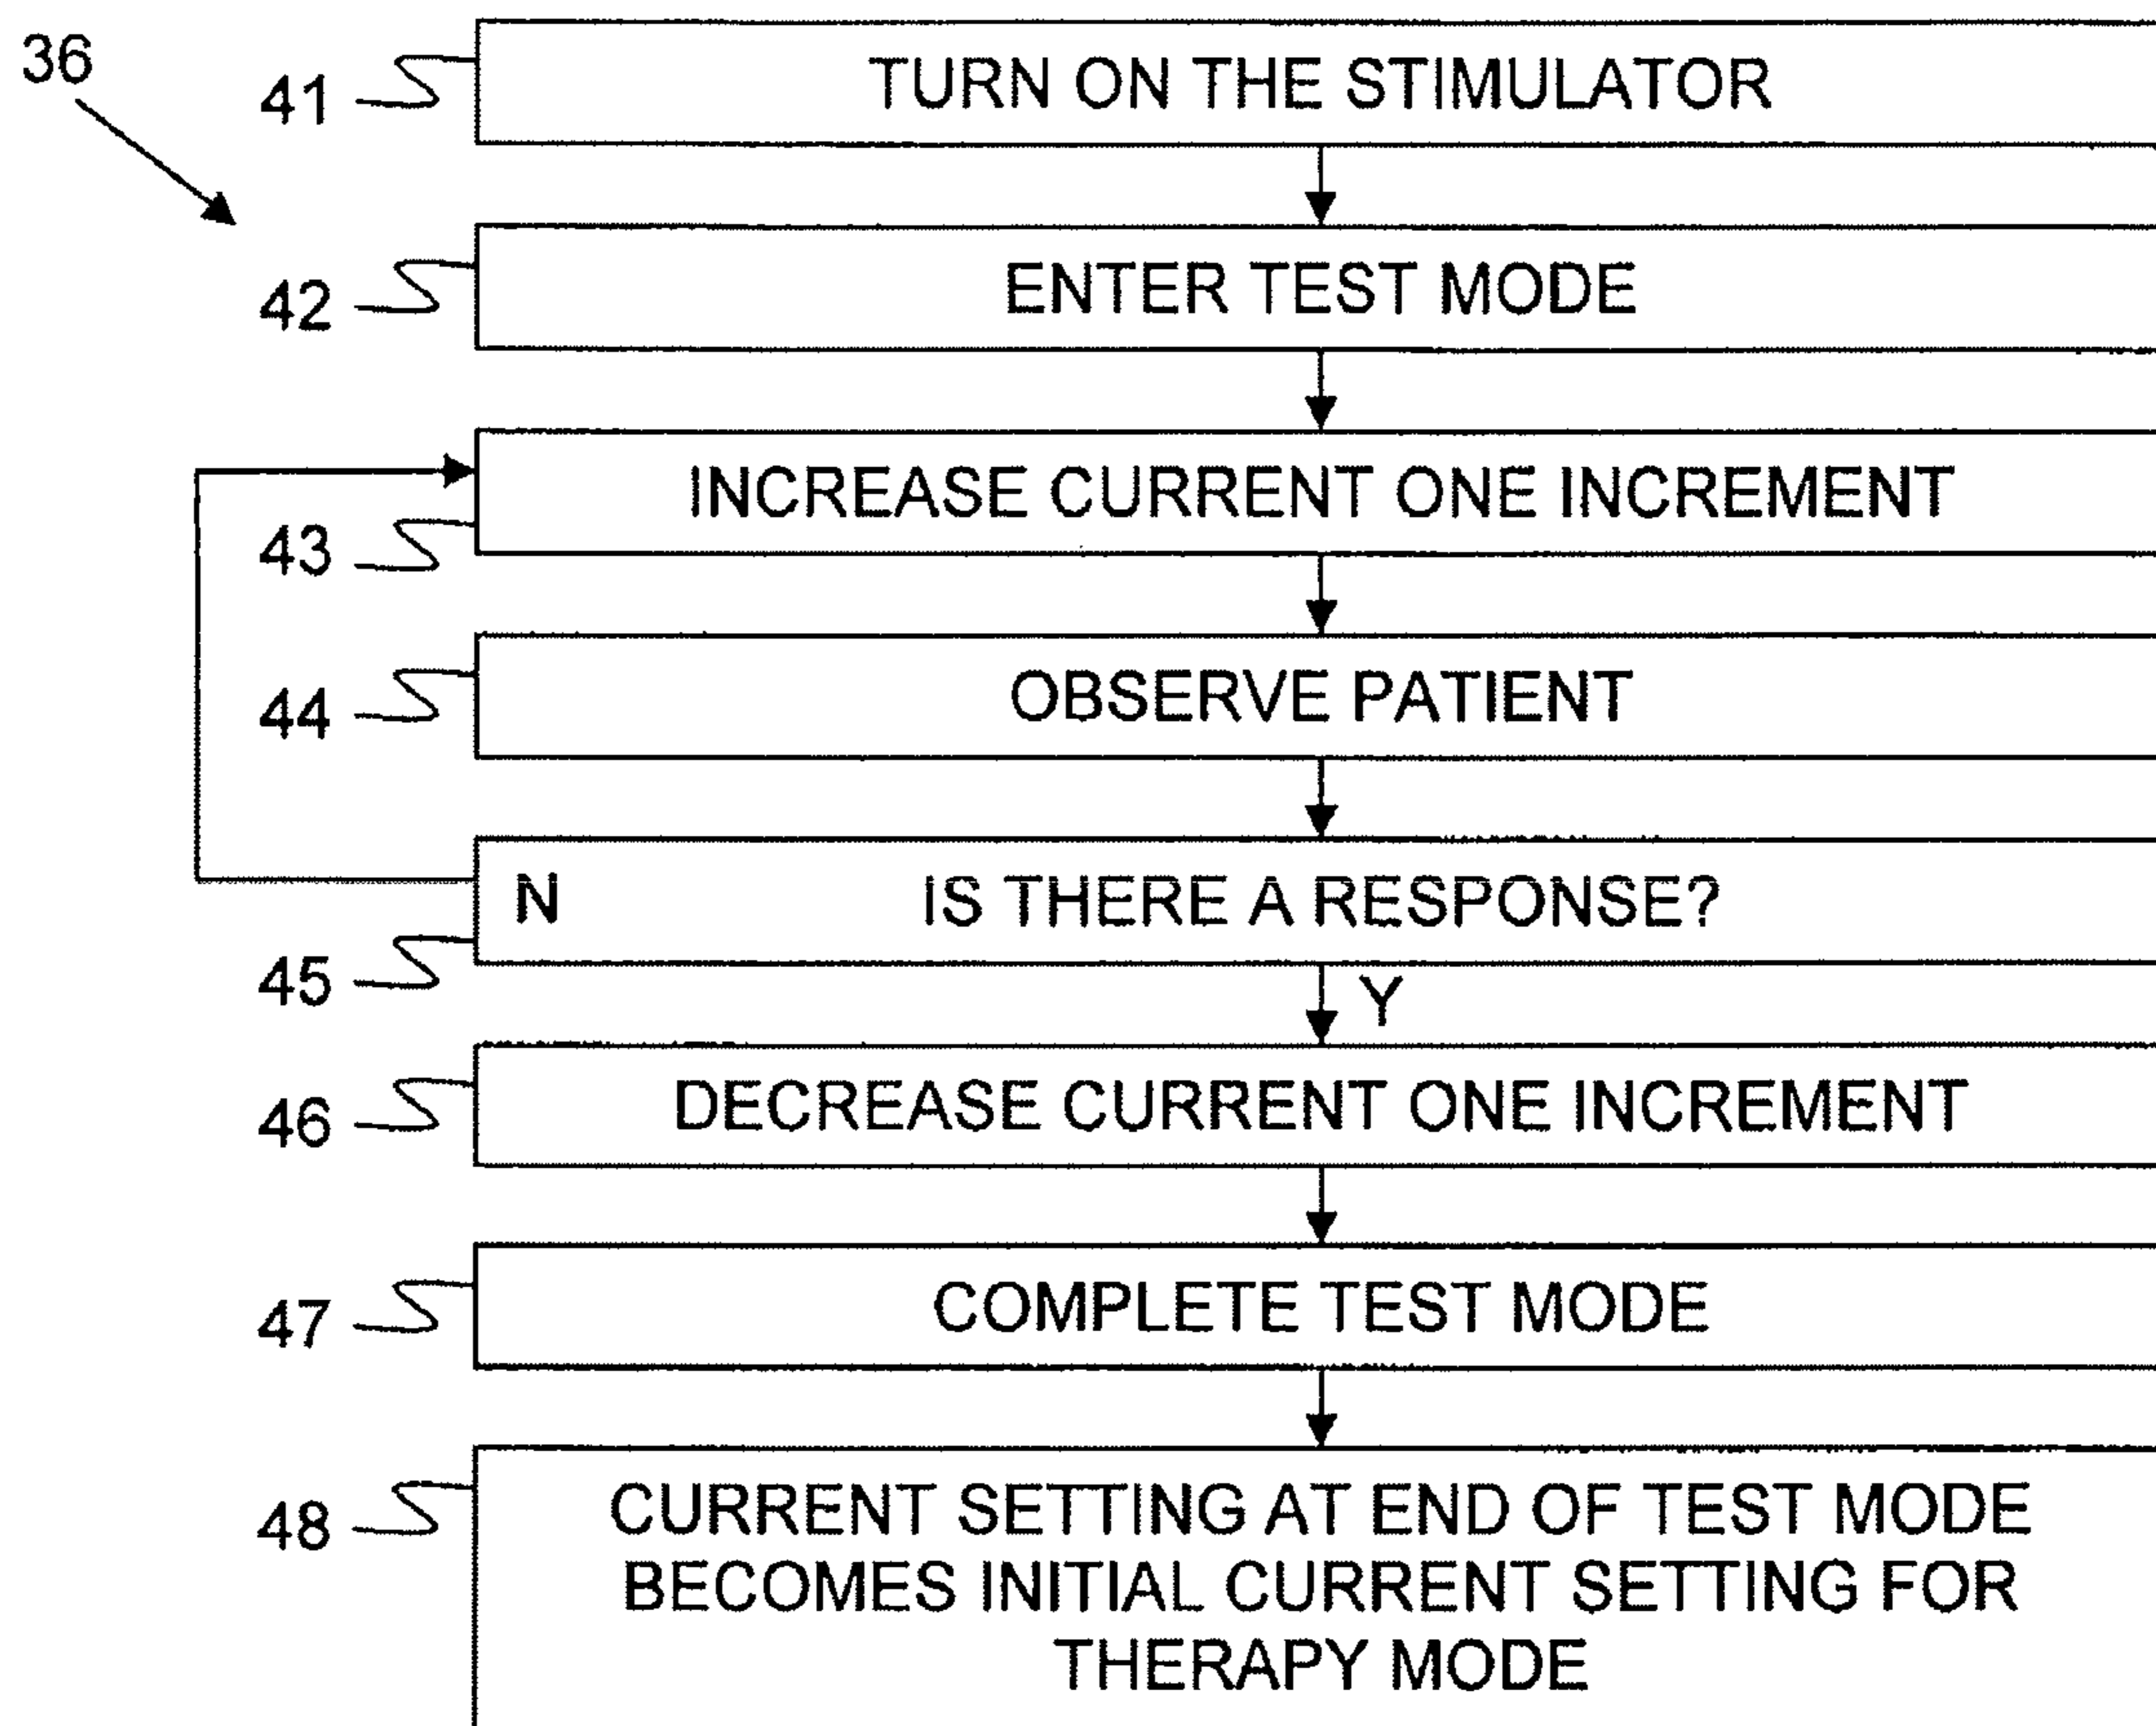 36
41
TURN ON THE STIMULATOR
42
ENTER TEST MODE
43
INCREASE CURRENT ONE INCREMENT
44
OBSERVE PATIENT
45
N
IS THERE A RESPONSE?
Y
46
DECREASE CURRENT ONE INCREMENT
47
COMPLETE TEST MODE
48
CURRENT SETTING AT END OF TEST MODE
BECOMES INITIAL CURRENT SETTING FOR
THERAPY MODE